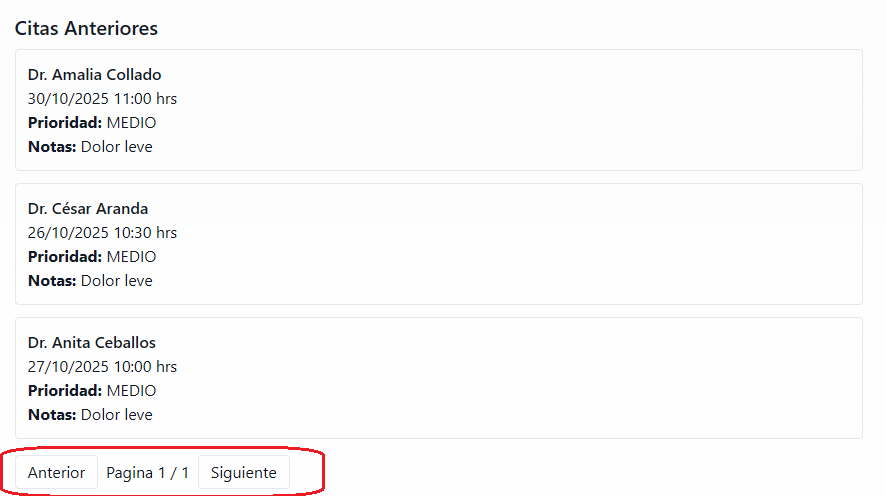 Citas Anteriores
Dr. Amalia Collado
30/10/2025 11:00 hrs
Prioridad: MEDIO
Notas: Dolor leve
Dr. César Aranda
26/10/2025 10:30 hrs
Prioridad: MEDIO
Notas: Dolor leve
Dr. Anita Ceballos
27/10/2025 10:00 hrs
Prioridad: MEDIO
Notas: Dolor leve
Anterior Pagina 1 / 1 Siguiente